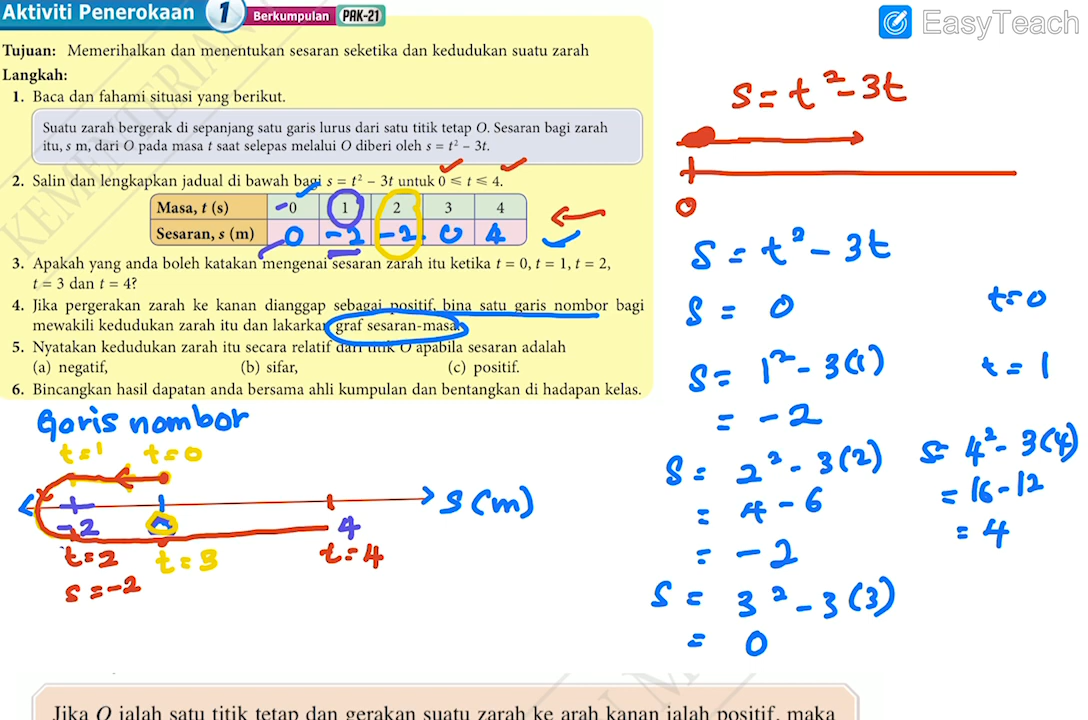 Aktiviti Penerokaan 1 Berkumpulan PAK-21
EasyTeach
Tujuan: Memerihalkan dan menentukan sesaran seketika dan kedudukan suatu zarah
Langkah:
1. Baca dan fahami situasi yang berikut.
Suatu zarah bergerak di sepanjang satu garis lurus dari satu titik tetap O. Sesaran bagi zarah
itu, s m, dari O pada masa t saat selepas melalui O diberi oleh s = t² – 3t.
2. Salin dan lengkapkan jadual di bawah bagi s = t² – 3t untuk 0 ⩽ t ⩽ 4.
Masa, t (s) 0 1 2 3 4
Sesaran, s (m) 0 -2 -2 0 4
3. Apakah yang anda boleh katakan mengenai sesaran zarah itu ketika t = 0, t = 1, t = 2,
t = 3 dan t = 4?
4. Jika pergerakan zarah ke kanan dianggap sebagai positif, bina satu garis nombor bagi
mewakili kedudukan zarah itu dan lakarkan graf sesaran-masa.
5. Nyatakan kedudukan zarah itu secara relatif dari titik O apabila sesaran adalah
(a) negatif, (b) sifar, (c) positif.
6. Bincangkan hasil dapatan anda bersama ahli kumpulan dan bentangkan di hadapan kelas.
Garis nombor
t=1 t=0
s(m)
-2 0 4
t=2 t=3 t=4
s=-2
s = t² - 3t
0
s = t² - 3t
s = 0 t=0
s = 1² - 3(1) t=1
= -2
s = 2² - 3(2)
= 4 - 6
= -2
s = 3² - 3(3)
= 0
s= 4² - 3(4)
= 16 - 12
= 4
Jika O ialah satu titik tetap dan gerakan suatu zarah ke arah kanan ialah positif, maka